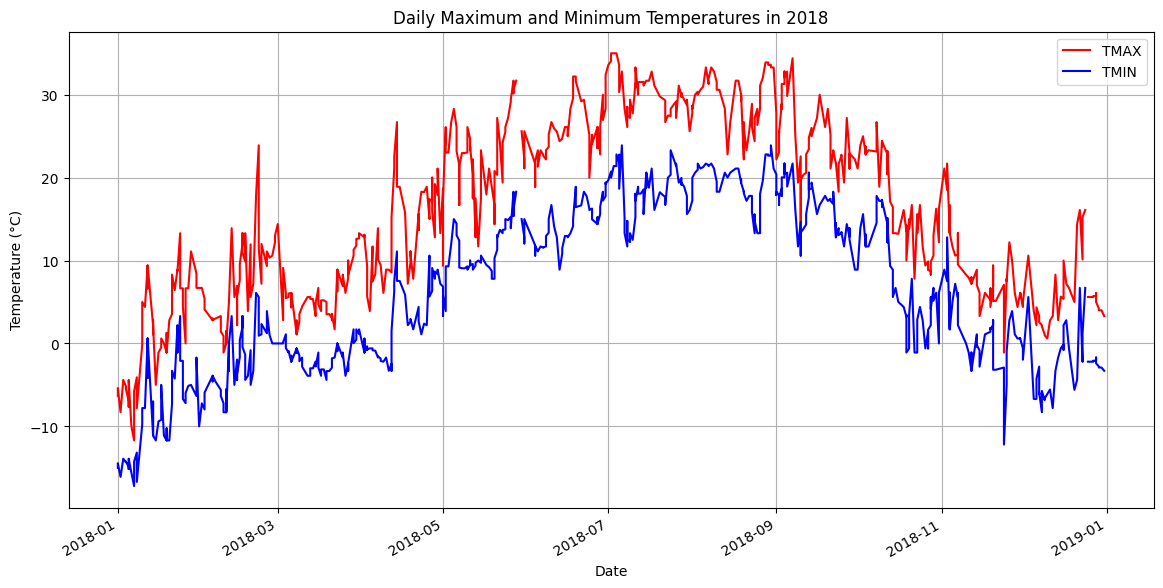 Daily Maximum and Minimum Temperatures in 2018
TMAX
TMIN
Temperature (°C)
30
20
10
0
−10
2018-01
2018-03
2018-05
2018-07
2018-09
2018-11
2019-01
Date